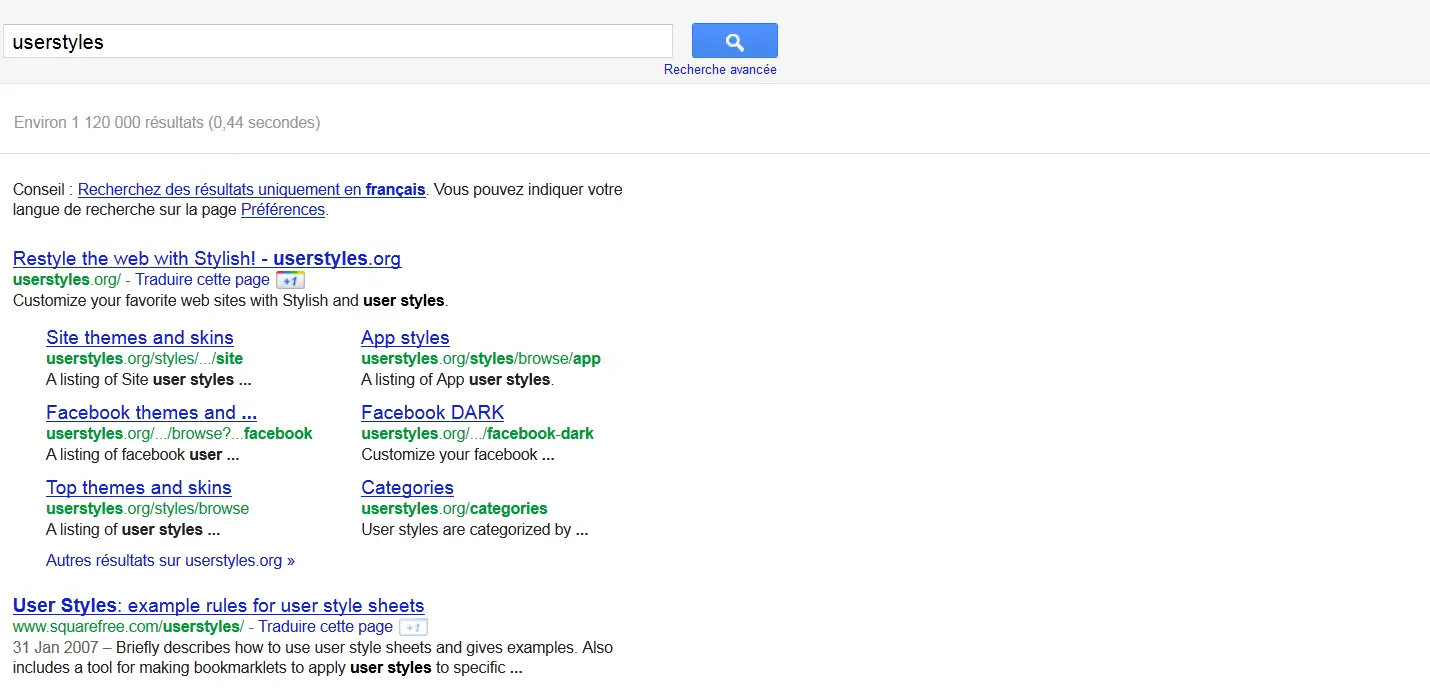 userstyles
Recherche avancée
Environ 1 120 000 résultats (0,44 secondes)
Conseil : Recherchez des résultats uniquement en français. Vous pouvez indiquer votre
langue de recherche sur la page Préférences.
Restyle the web with Stylish! - userstyles.org
userstyles.org/ - Traduire cette page +1
Customize your favorite web sites with Stylish and user styles.
Site themes and skins
userstyles.org/styles/.../site
A listing of Site user styles ...
App styles
userstyles.org/styles/browse/app
A listing of App user styles.
Facebook themes and ...
userstyles.org/.../browse?...facebook
A listing of facebook user ...
Facebook DARK
userstyles.org/.../facebook-dark
Customize your facebook ...
Top themes and skins
userstyles.org/styles/browse
A listing of user styles ...
Categories
userstyles.org/categories
User styles are categorized by ...
Autres résultats sur userstyles.org »
User Styles: example rules for user style sheets
www.squarefree.com/userstyles/ - Traduire cette page +1
31 Jan 2007 – Briefly describes how to use user style sheets and gives examples. Also
includes a tool for making bookmarklets to apply user styles to specific ...